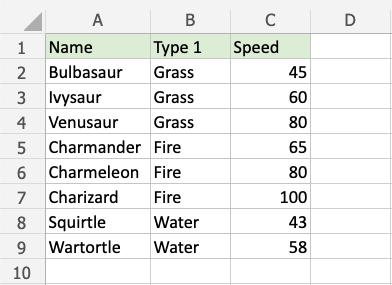 A B C D
1 Name Type 1 Speed
2 Bulbasaur Grass 45
3 Ivysaur Grass 60
4 Venusaur Grass 80
5 Charmander Fire 65
6 Charmeleon Fire 80
7 Charizard Fire 100
8 Squirtle Water 43
9 Wartortle Water 58
10